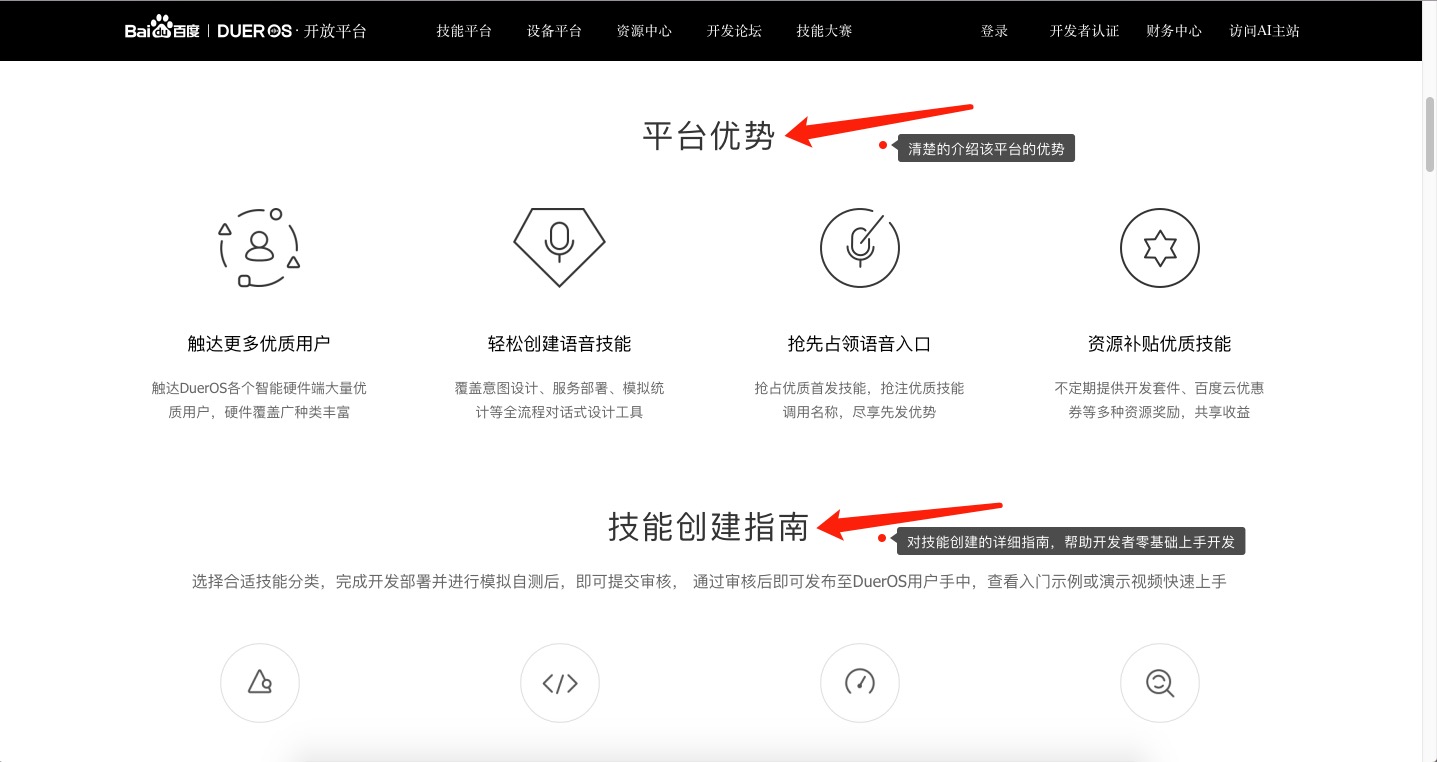 Bai百度 | DUEROS · 开放平台 技能平台 设备平台 资源中心 开发论坛 技能大赛 登录 开发者认证 财务中心 访问AI主站
平台优势
清楚的介绍该平台的优势
触达更多优质用户
触达DuerOS各个智能硬件端大量优
质用户，硬件覆盖广种类丰富
轻松创建语音技能
覆盖意图设计、服务部署、模拟统
计等全流程对话式设计工具
抢先占领语音入口
抢占优质首发技能，抢注优质技能
调用名称，尽享先发优势
资源补贴优质技能
不定期提供开发套件、百度云优惠
券等多种资源奖励，共享收益
技能创建指南
对技能创建的详细指南，帮助开发者零基础上手开发
选择合适技能分类，完成开发部署并进行模拟自测后，即可提交审核， 通过审核后即可发布至DuerOS用户手中，查看入门示例或演示视频快速上手